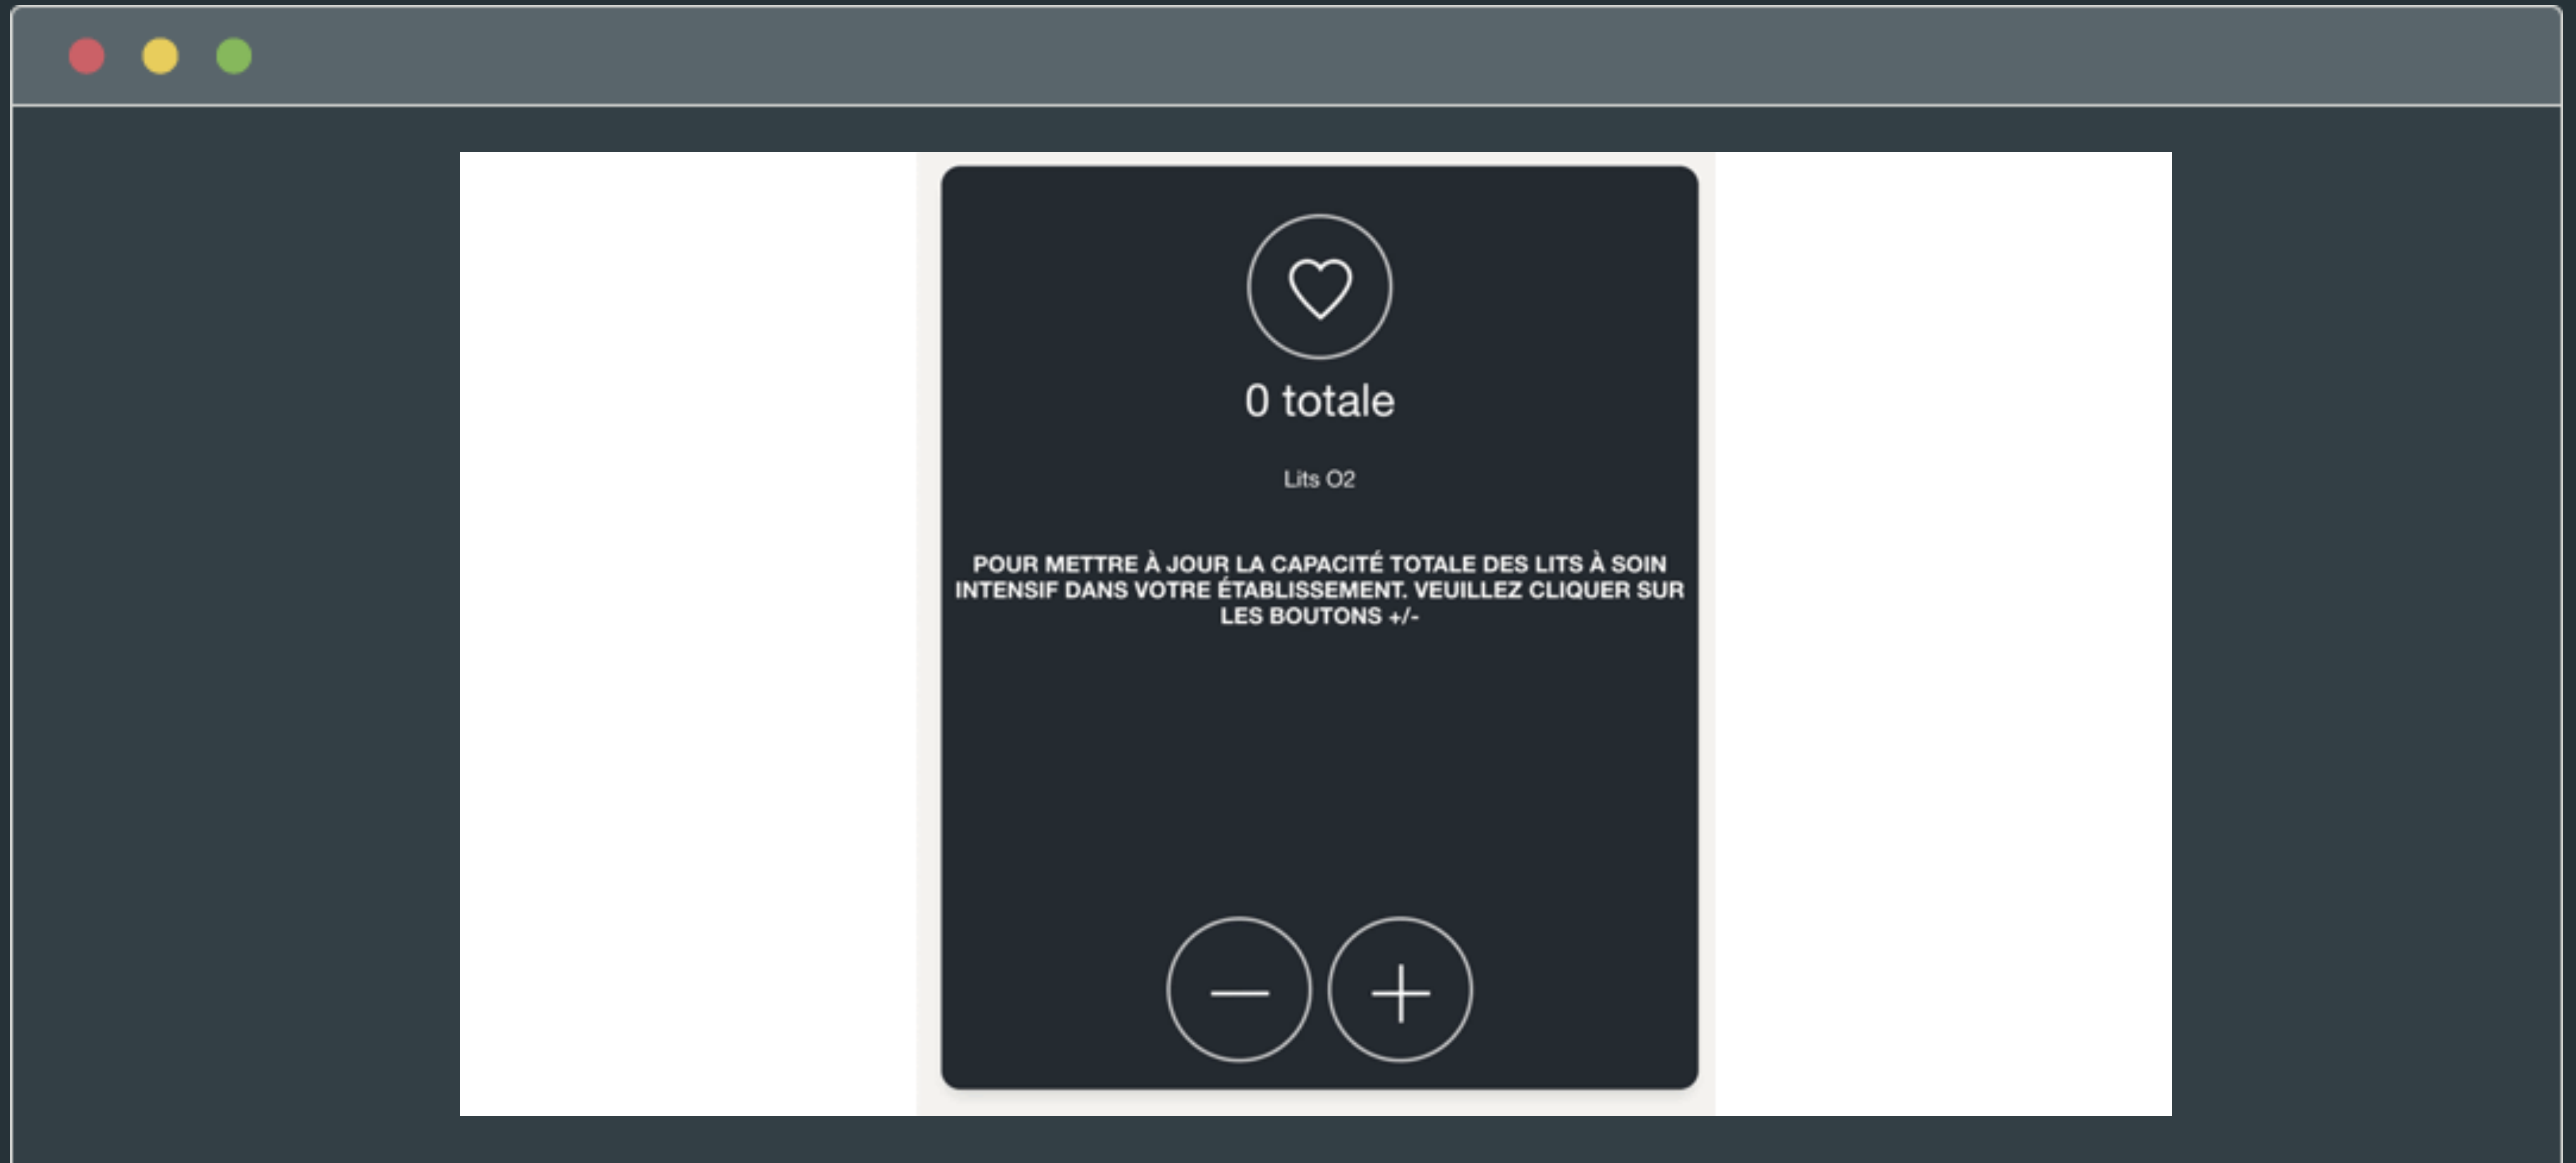 0 totale
Lits O2
POUR METTRE À JOUR LA CAPACITÉ TOTALE DES LITS À SOIN
INTENSIF DANS VOTRE ÉTABLISSEMENT. VEUILLEZ CLIQUER SUR
LES BOUTONS +/-